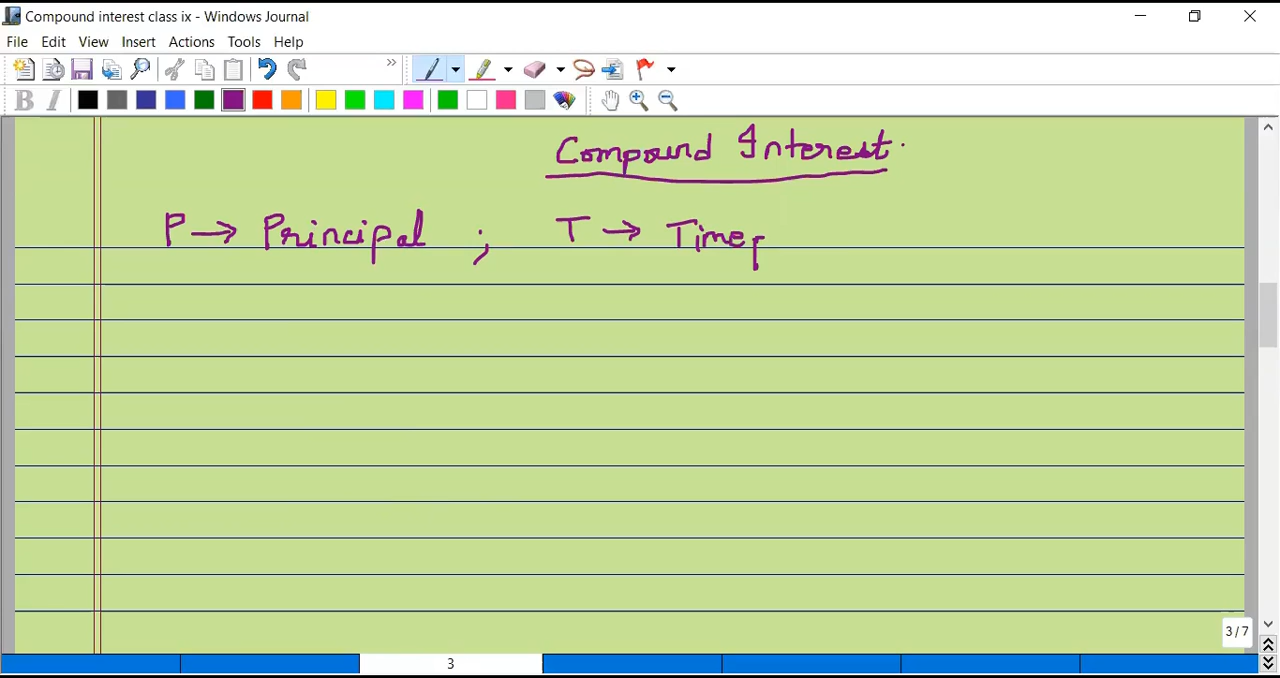 Compound interest class ix - Windows Journal
File Edit View Insert Actions Tools Help
B I
Compound Interest.
P → Principal ; T → Timep
3 / 7
3